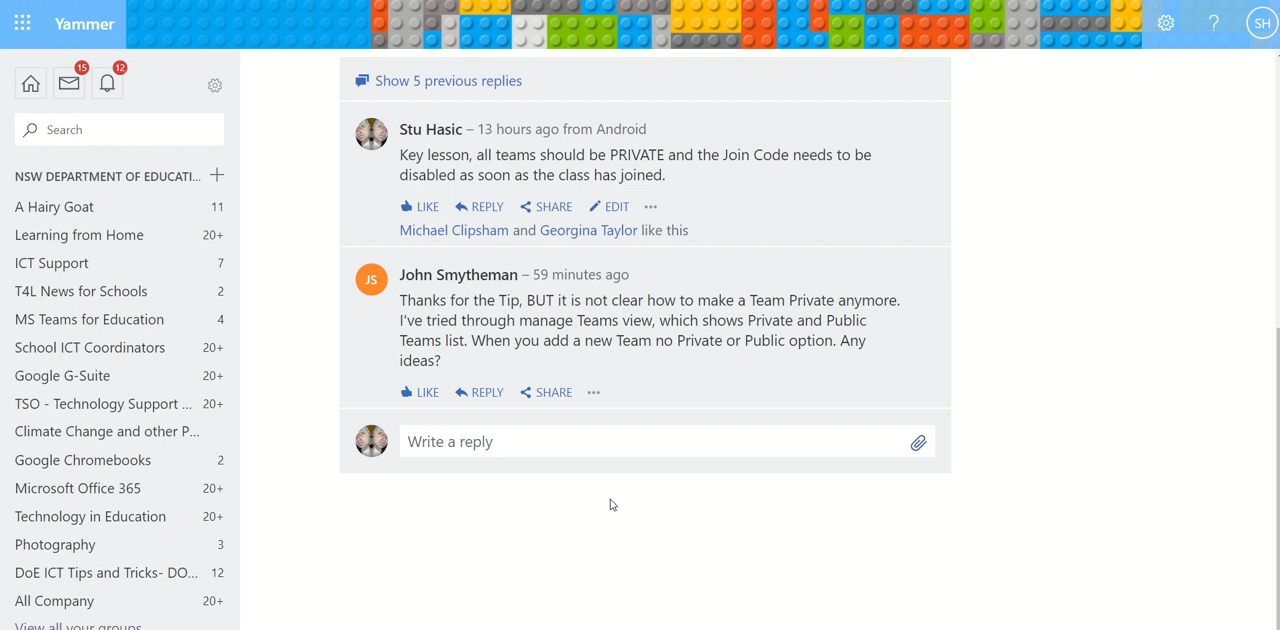 Yammer
?
SH
15
12
Search
NSW DEPARTMENT OF EDUCATI...
A Hairy Goat 11
Learning from Home 20+
ICT Support 7
T4L News for Schools 2
MS Teams for Education 4
School ICT Coordinators 20+
Google G-Suite 20+
TSO - Technology Support ... 20+
Climate Change and other P...
Google Chromebooks 2
Microsoft Office 365 20+
Technology in Education 20+
Photography 3
DoE ICT Tips and Tricks- DO... 12
All Company 20+
View all your groups
Show 5 previous replies
Stu Hasic – 13 hours ago from Android
Key lesson, all teams should be PRIVATE and the Join Code needs to be
disabled as soon as the class has joined.
LIKE REPLY SHARE EDIT ...
Michael Clipsham and Georgina Taylor like this
JS
John Smytheman – 59 minutes ago
Thanks for the Tip, BUT it is not clear how to make a Team Private anymore.
I've tried through manage Teams view, which shows Private and Public
Teams list. When you add a new Team no Private or Public option. Any
ideas?
LIKE REPLY SHARE ...
Write a reply